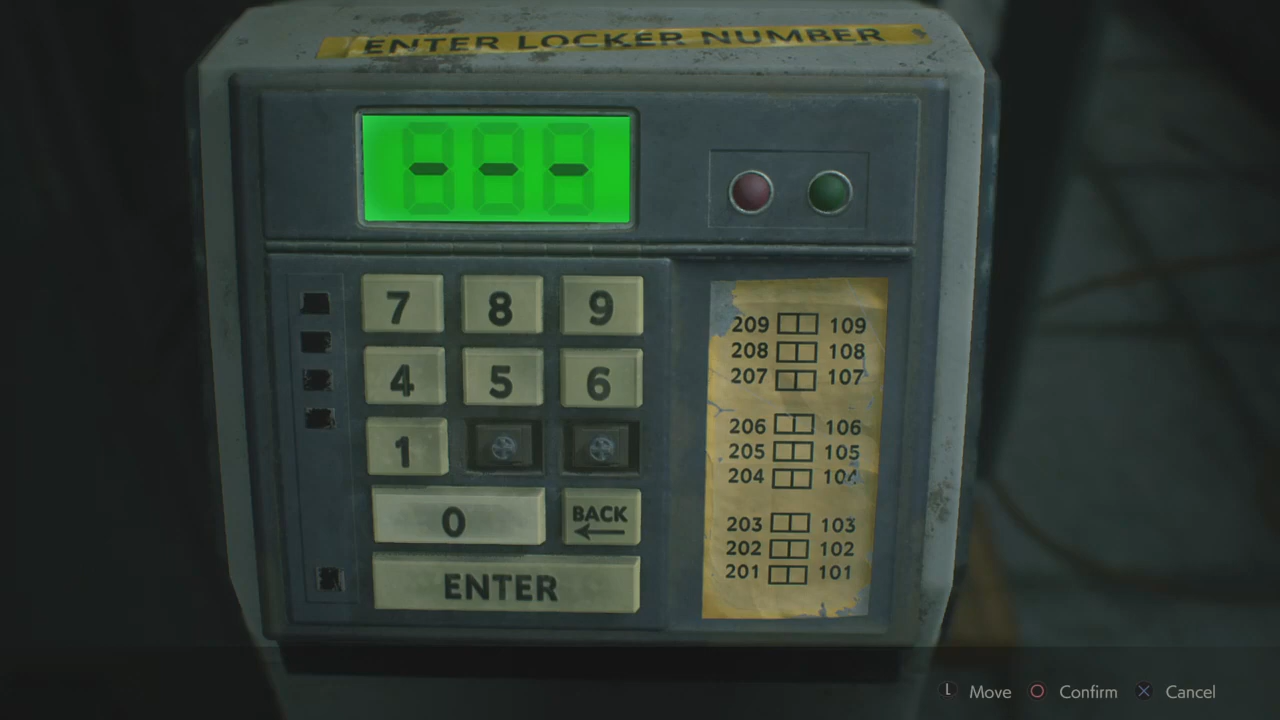 ENTER LOCKER NUMBER
- - -
7 8 9
4 5 6
1
0 BACK
ENTER
209 109
208 108
207 107
206 106
205 105
204 104
203 103
202 102
201 101
L Move Confirm Cancel